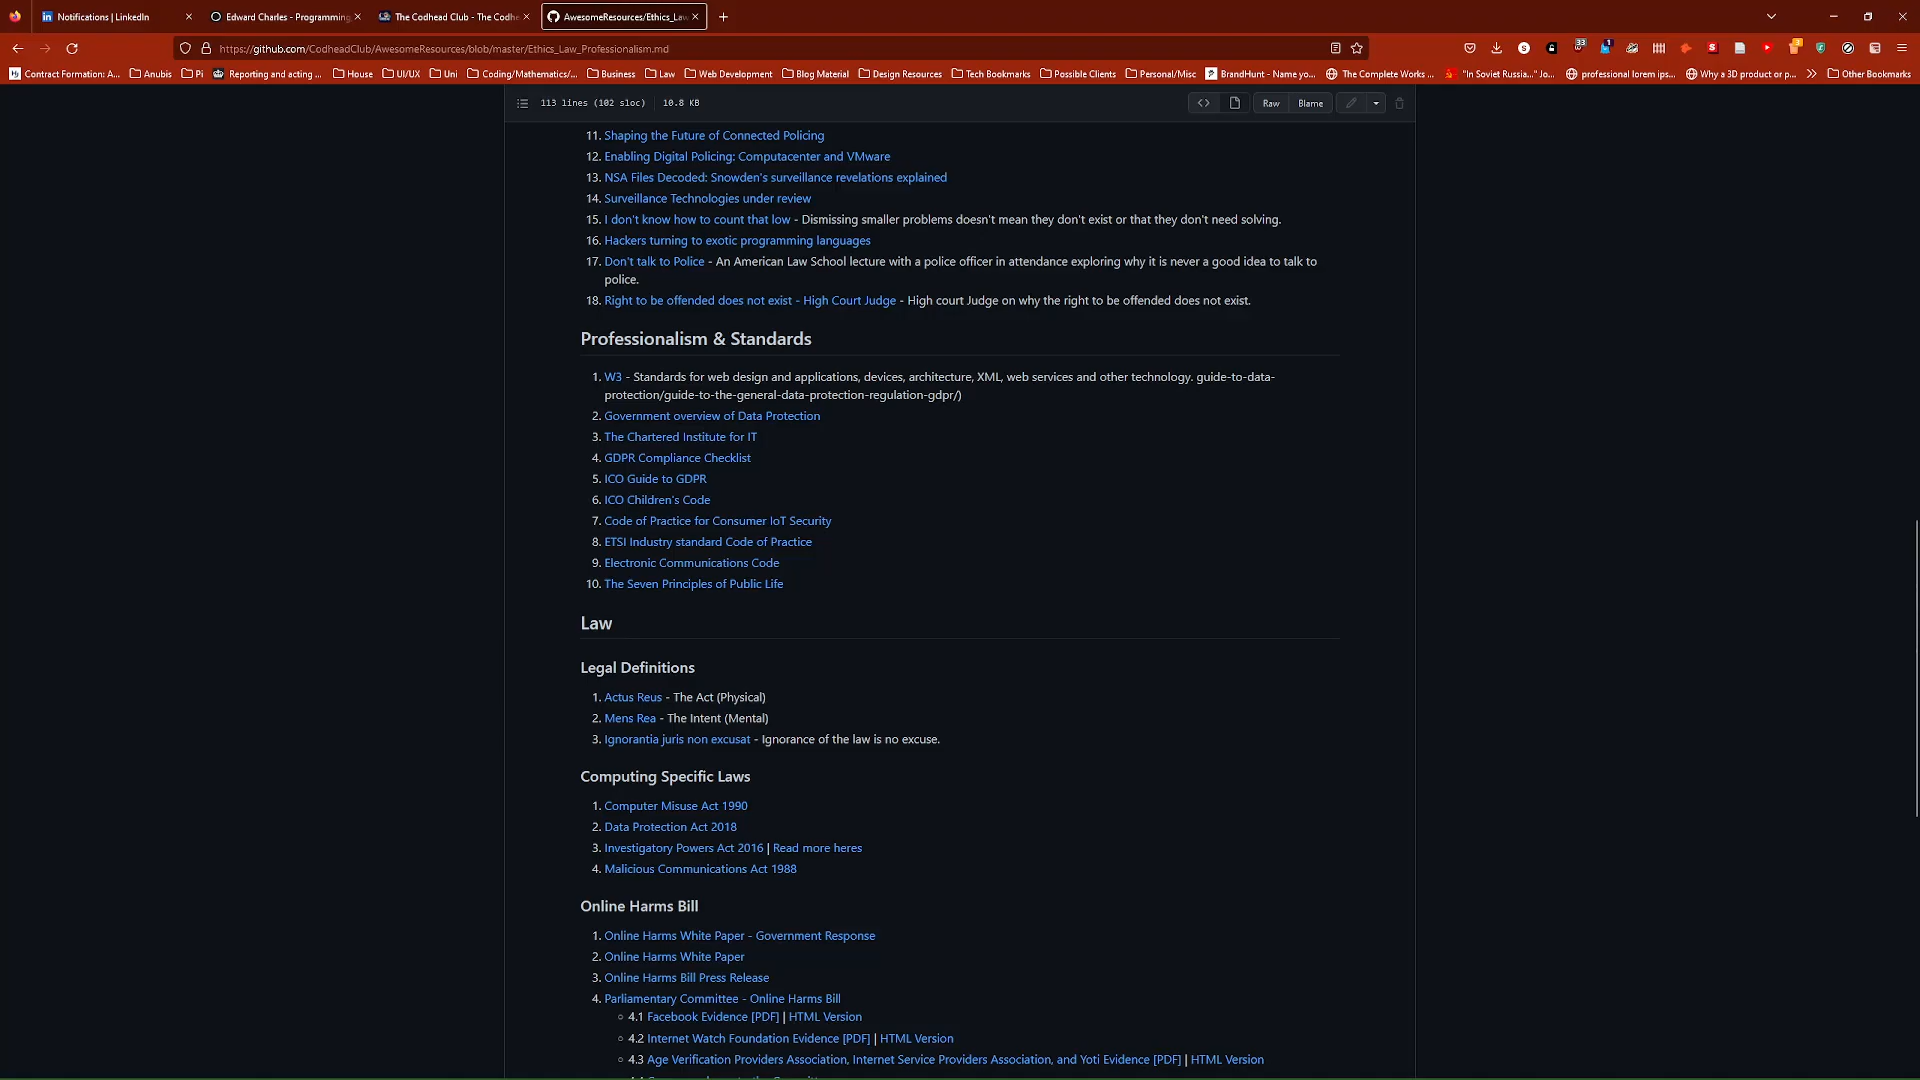 Notifications | LinkedIn
Edward Charles - Programming,
The Codhead Club - The Codhe
AwesomeResources/Ethics_Law
https://github.com/CodheadClub/AwesomeResources/blob/master/Ethics_Law_Professionalism.md
Contract Formation: A... Anubis Pi Reporting and acting ... House UI/UX Uni Coding/Mathematics/... Business Law Web Development Blog Material Design Resources Tech Bookmarks Possible Clients Personal/Misc BrandHunt - Name yo... The Complete Works ... "In Soviet Russia..." Jo... professional lorem ips... Why a 3D product or p... Other Bookmarks
113 lines (102 sloc) 10.8 KB Raw Blame
11. Shaping the Future of Connected Policing
12. Enabling Digital Policing: Computacenter and VMware
13. NSA Files Decoded: Snowden's surveillance revelations explained
14. Surveillance Technologies under review
15. I don't know how to count that low - Dismissing smaller problems doesn't mean they don't exist or that they don't need solving.
16. Hackers turning to exotic programming languages
17. Don't talk to Police - An American Law School lecture with a police officer in attendance exploring why it is never a good idea to talk to
police.
18. Right to be offended does not exist - High Court Judge - High court Judge on why the right to be offended does not exist.
Professionalism & Standards
1. W3 - Standards for web design and applications, devices, architecture, XML, web services and other technology. guide-to-data-
protection/guide-to-the-general-data-protection-regulation-gdpr/)
2. Government overview of Data Protection
3. The Chartered Institute for IT
4. GDPR Compliance Checklist
5. ICO Guide to GDPR
6. ICO Children's Code
7. Code of Practice for Consumer IoT Security
8. ETSI Industry standard Code of Practice
9. Electronic Communications Code
10. The Seven Principles of Public Life
Law
Legal Definitions
1. Actus Reus - The Act (Physical)
2. Mens Rea - The Intent (Mental)
3. Ignorantia juris non excusat - Ignorance of the law is no excuse.
Computing Specific Laws
1. Computer Misuse Act 1990
2. Data Protection Act 2018
3. Investigatory Powers Act 2016 | Read more heres
4. Malicious Communications Act 1988
Online Harms Bill
1. Online Harms White Paper - Government Response
2. Online Harms White Paper
3. Online Harms Bill Press Release
4. Parliamentary Committee - Online Harms Bill
4.1 Facebook Evidence [PDF] | HTML Version
4.2 Internet Watch Foundation Evidence [PDF] | HTML Version
4.3 Age Verification Providers Association, Internet Service Providers Association, and Yoti Evidence [PDF] | HTML Version